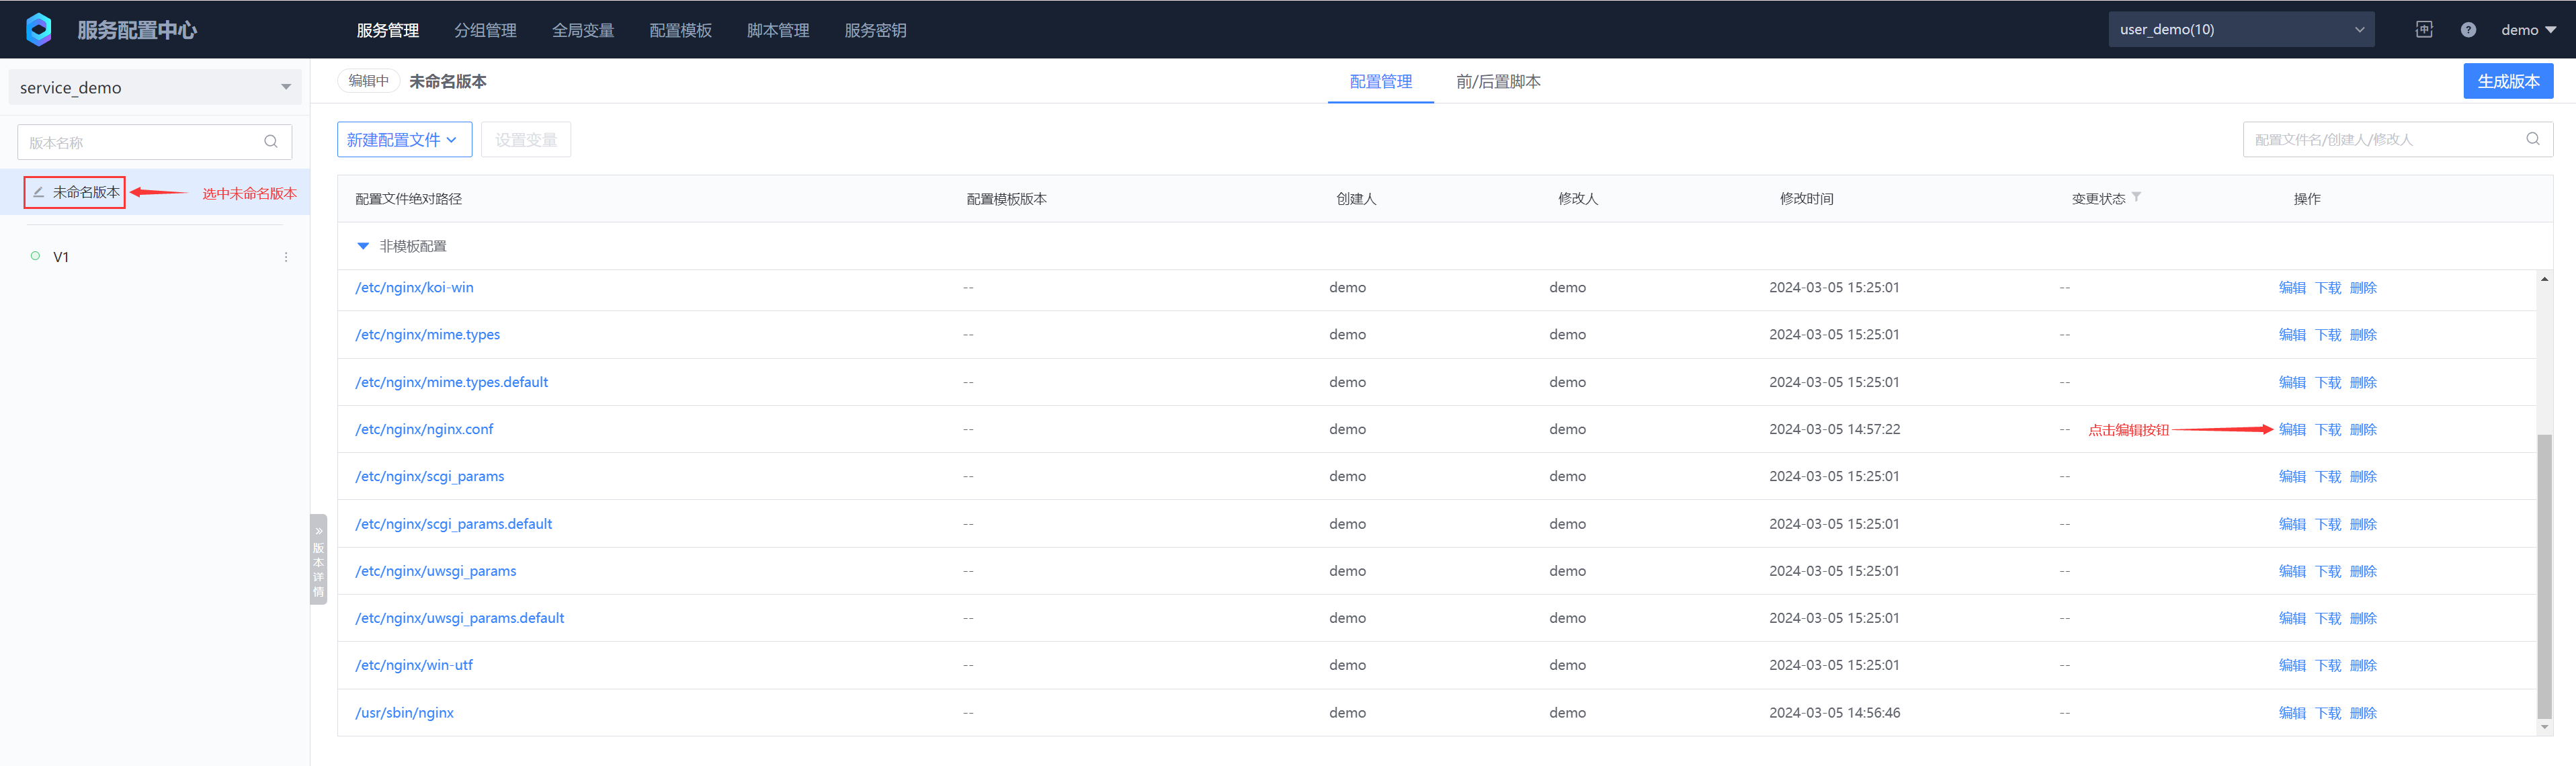 服务配置中心 服务管理 分组管理 全局变量 配置模板 脚本管理 服务密钥 user_demo(10) 中 ? demo
service_demo 编辑中 未命名版本 配置管理 前/后置脚本 生成版本
版本名称 新建配置文件 设置变量 配置文件名/创建人/修改人
未命名版本 选中未命名版本 配置文件绝对路径 配置模板版本 创建人 修改人 修改时间 变更状态 操作
V1 非模板配置
/etc/nginx/koi-win -- demo demo 2024-03-05 15:25:01 -- 编辑 下载 删除
/etc/nginx/mime.types -- demo demo 2024-03-05 15:25:01 -- 编辑 下载 删除
/etc/nginx/mime.types.default -- demo demo 2024-03-05 15:25:01 -- 编辑 下载 删除
/etc/nginx/nginx.conf -- demo demo 2024-03-05 14:57:22 -- 点击编辑按钮 编辑 下载 删除
/etc/nginx/scgi_params -- demo demo 2024-03-05 15:25:01 -- 编辑 下载 删除
/etc/nginx/scgi_params.default -- demo demo 2024-03-05 15:25:01 -- 编辑 下载 删除
/etc/nginx/uwsgi_params -- demo demo 2024-03-05 15:25:01 -- 编辑 下载 删除
/etc/nginx/uwsgi_params.default -- demo demo 2024-03-05 15:25:01 -- 编辑 下载 删除
/etc/nginx/win-utf -- demo demo 2024-03-05 15:25:01 -- 编辑 下载 删除
/usr/sbin/nginx -- demo demo 2024-03-05 14:56:46 -- 编辑 下载 删除
版本详情